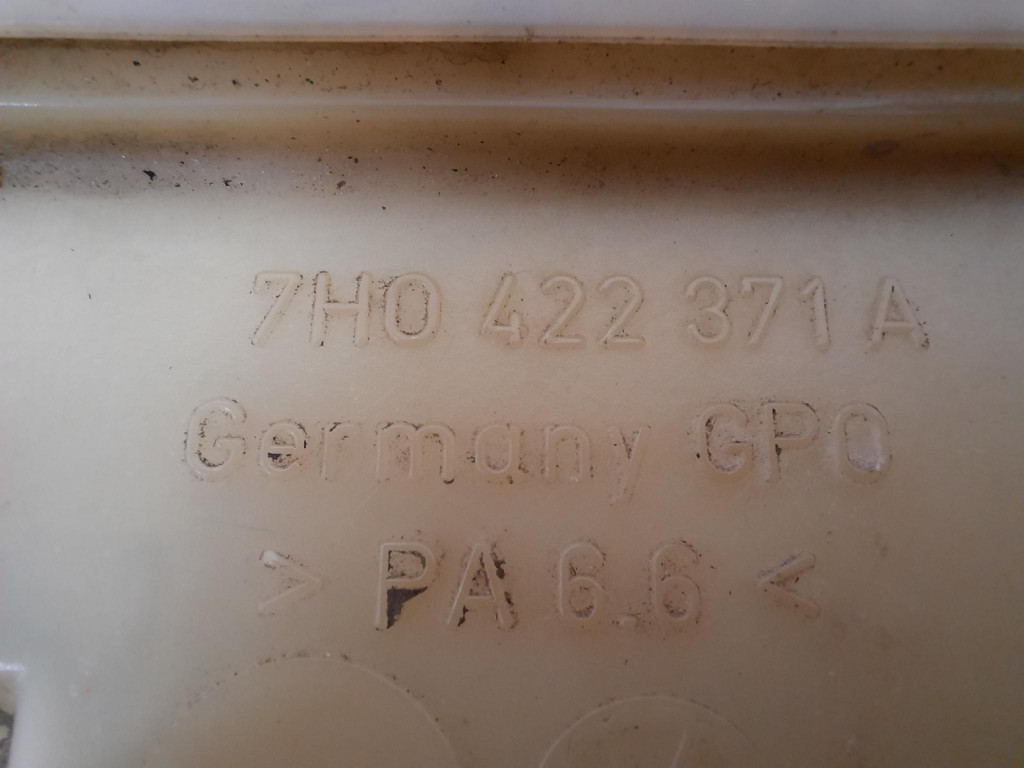 7H0 422 371 A
Germany GPO
> PA 6.6 <